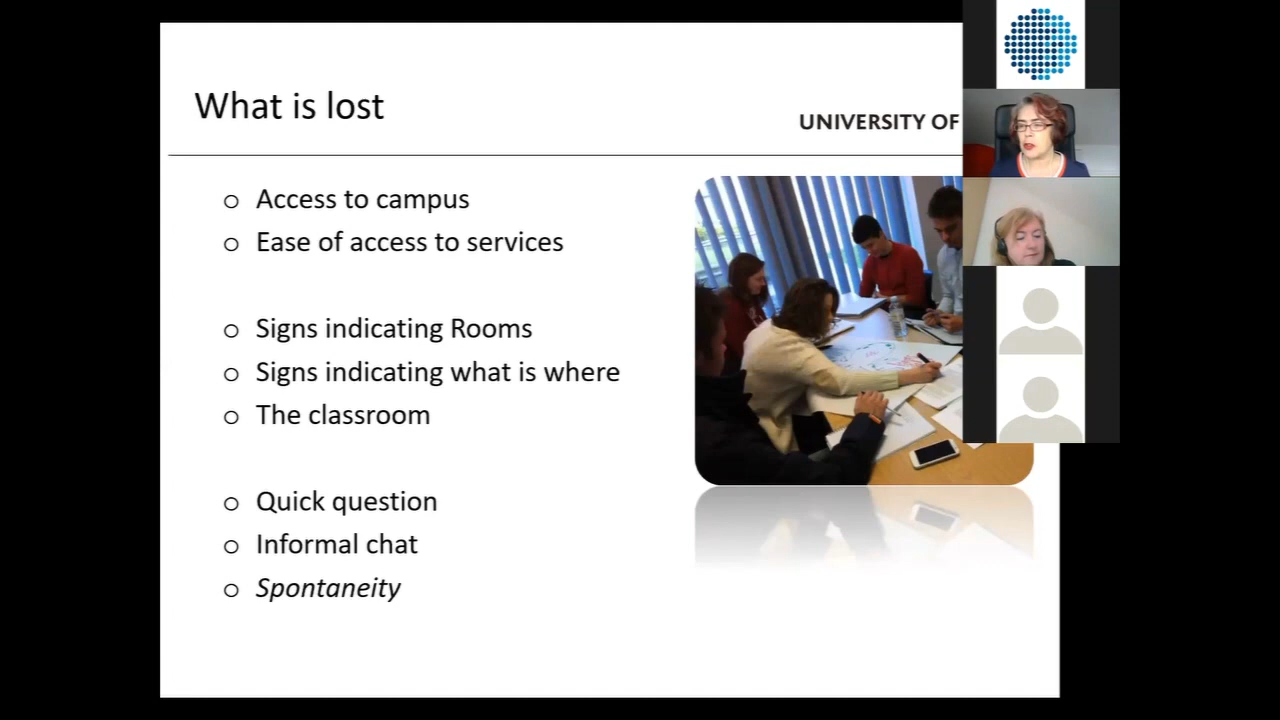 What is lost
UNIVERSITY OF
o Access to campus
o Ease of access to services
o Signs indicating Rooms
o Signs indicating what is where
o The classroom
o Quick question
o Informal chat
o Spontaneity